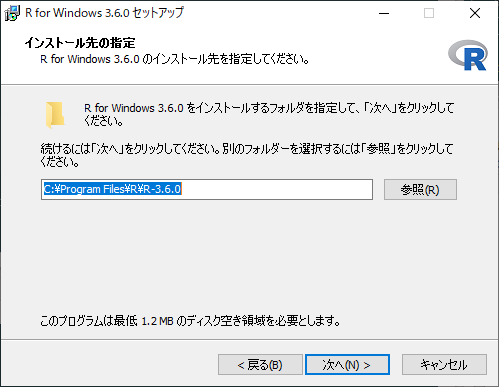 R for Windows 3.6.0 セットアップ
インストール先の指定
R for Windows 3.6.0 のインストール先を指定してください。
R
R for Windows 3.6.0 をインストールするフォルダを指定して、「次へ」をクリックして
ください。
続けるには「次へ」をクリックしてください。別のフォルダーを選択するには「参照」をクリックして
ください。
C:¥Program Files¥R¥R-3.6.0
参照(R)
このプログラムは最低 1.2 MB のディスク空き領域を必要とします。
< 戻る(B)
次へ(N) >
キャンセル